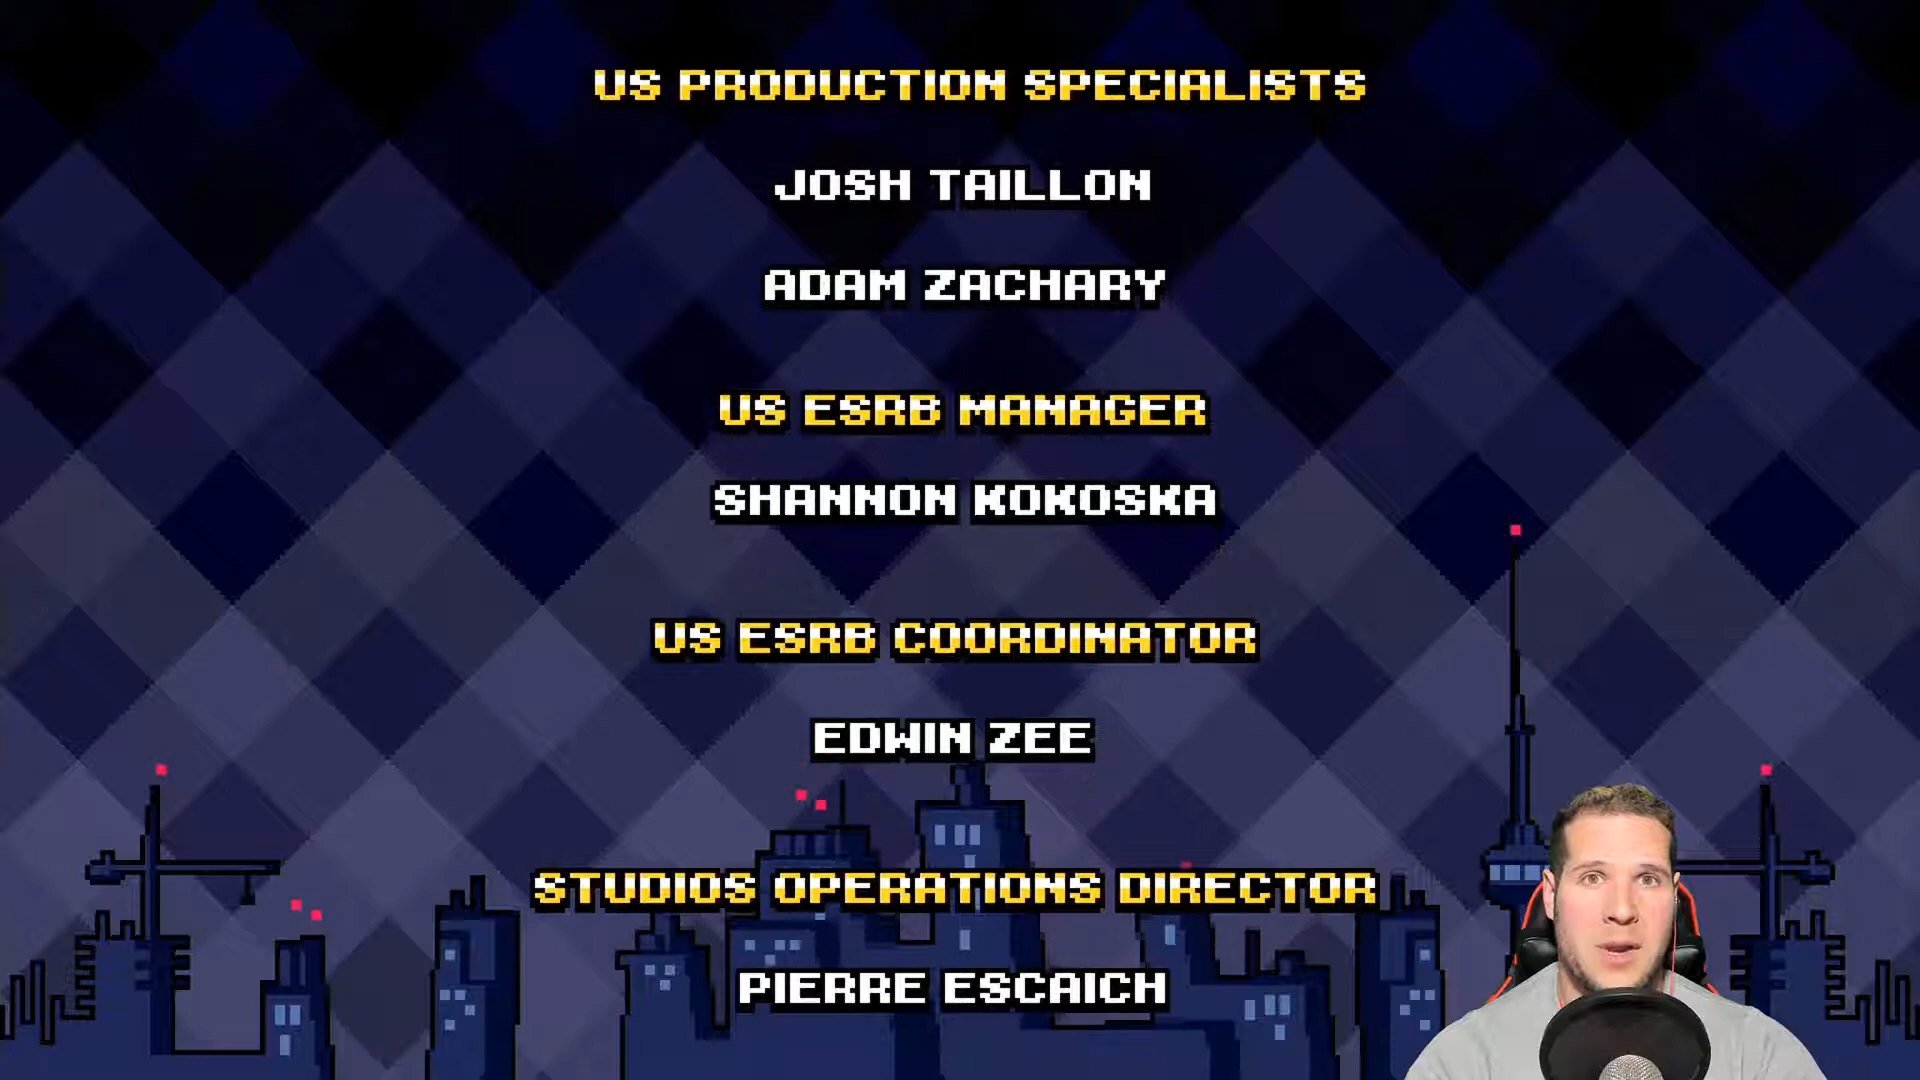 US PRODUCTION SPECIALISTS
JOSH TAILLON
ADAM ZACHARY
US ESRB MANAGER
SHANNON KOKOSKA
US ESRB COORDINATOR
EDWIN ZEE
STUDIOS OPERATIONS DIRECTOR
PIERRE ESCAICH